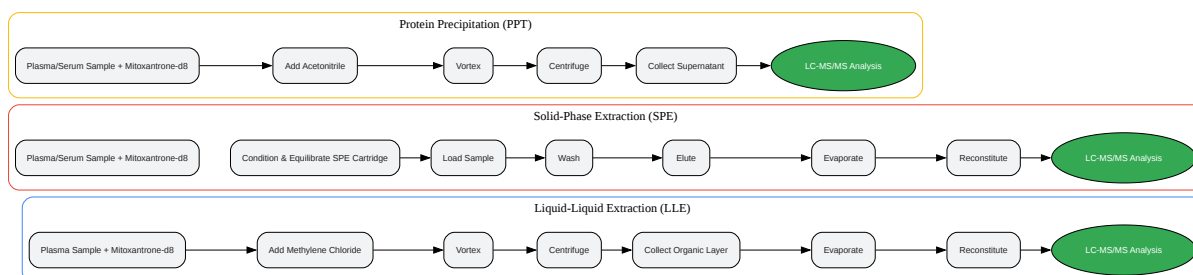 Protein Precipitation (PPT)
Plasma/Serum Sample + Mitoxantrone-d8
Add Acetonitrile
Vortex
Centrifuge
Collect Supernatant
LC-MS/MS Analysis
Solid-Phase Extraction (SPE)
Plasma/Serum Sample + Mitoxantrone-d8
Condition & Equilibrate SPE Cartridge
Load Sample
Wash
Elute
Evaporate
Reconstitute
LC-MS/MS Analysis
Liquid-Liquid Extraction (LLE)
Plasma Sample + Mitoxantrone-d8
Add Methylene Chloride
Vortex
Centrifuge
Collect Organic Layer
Evaporate
Reconstitute
LC-MS/MS Analysis